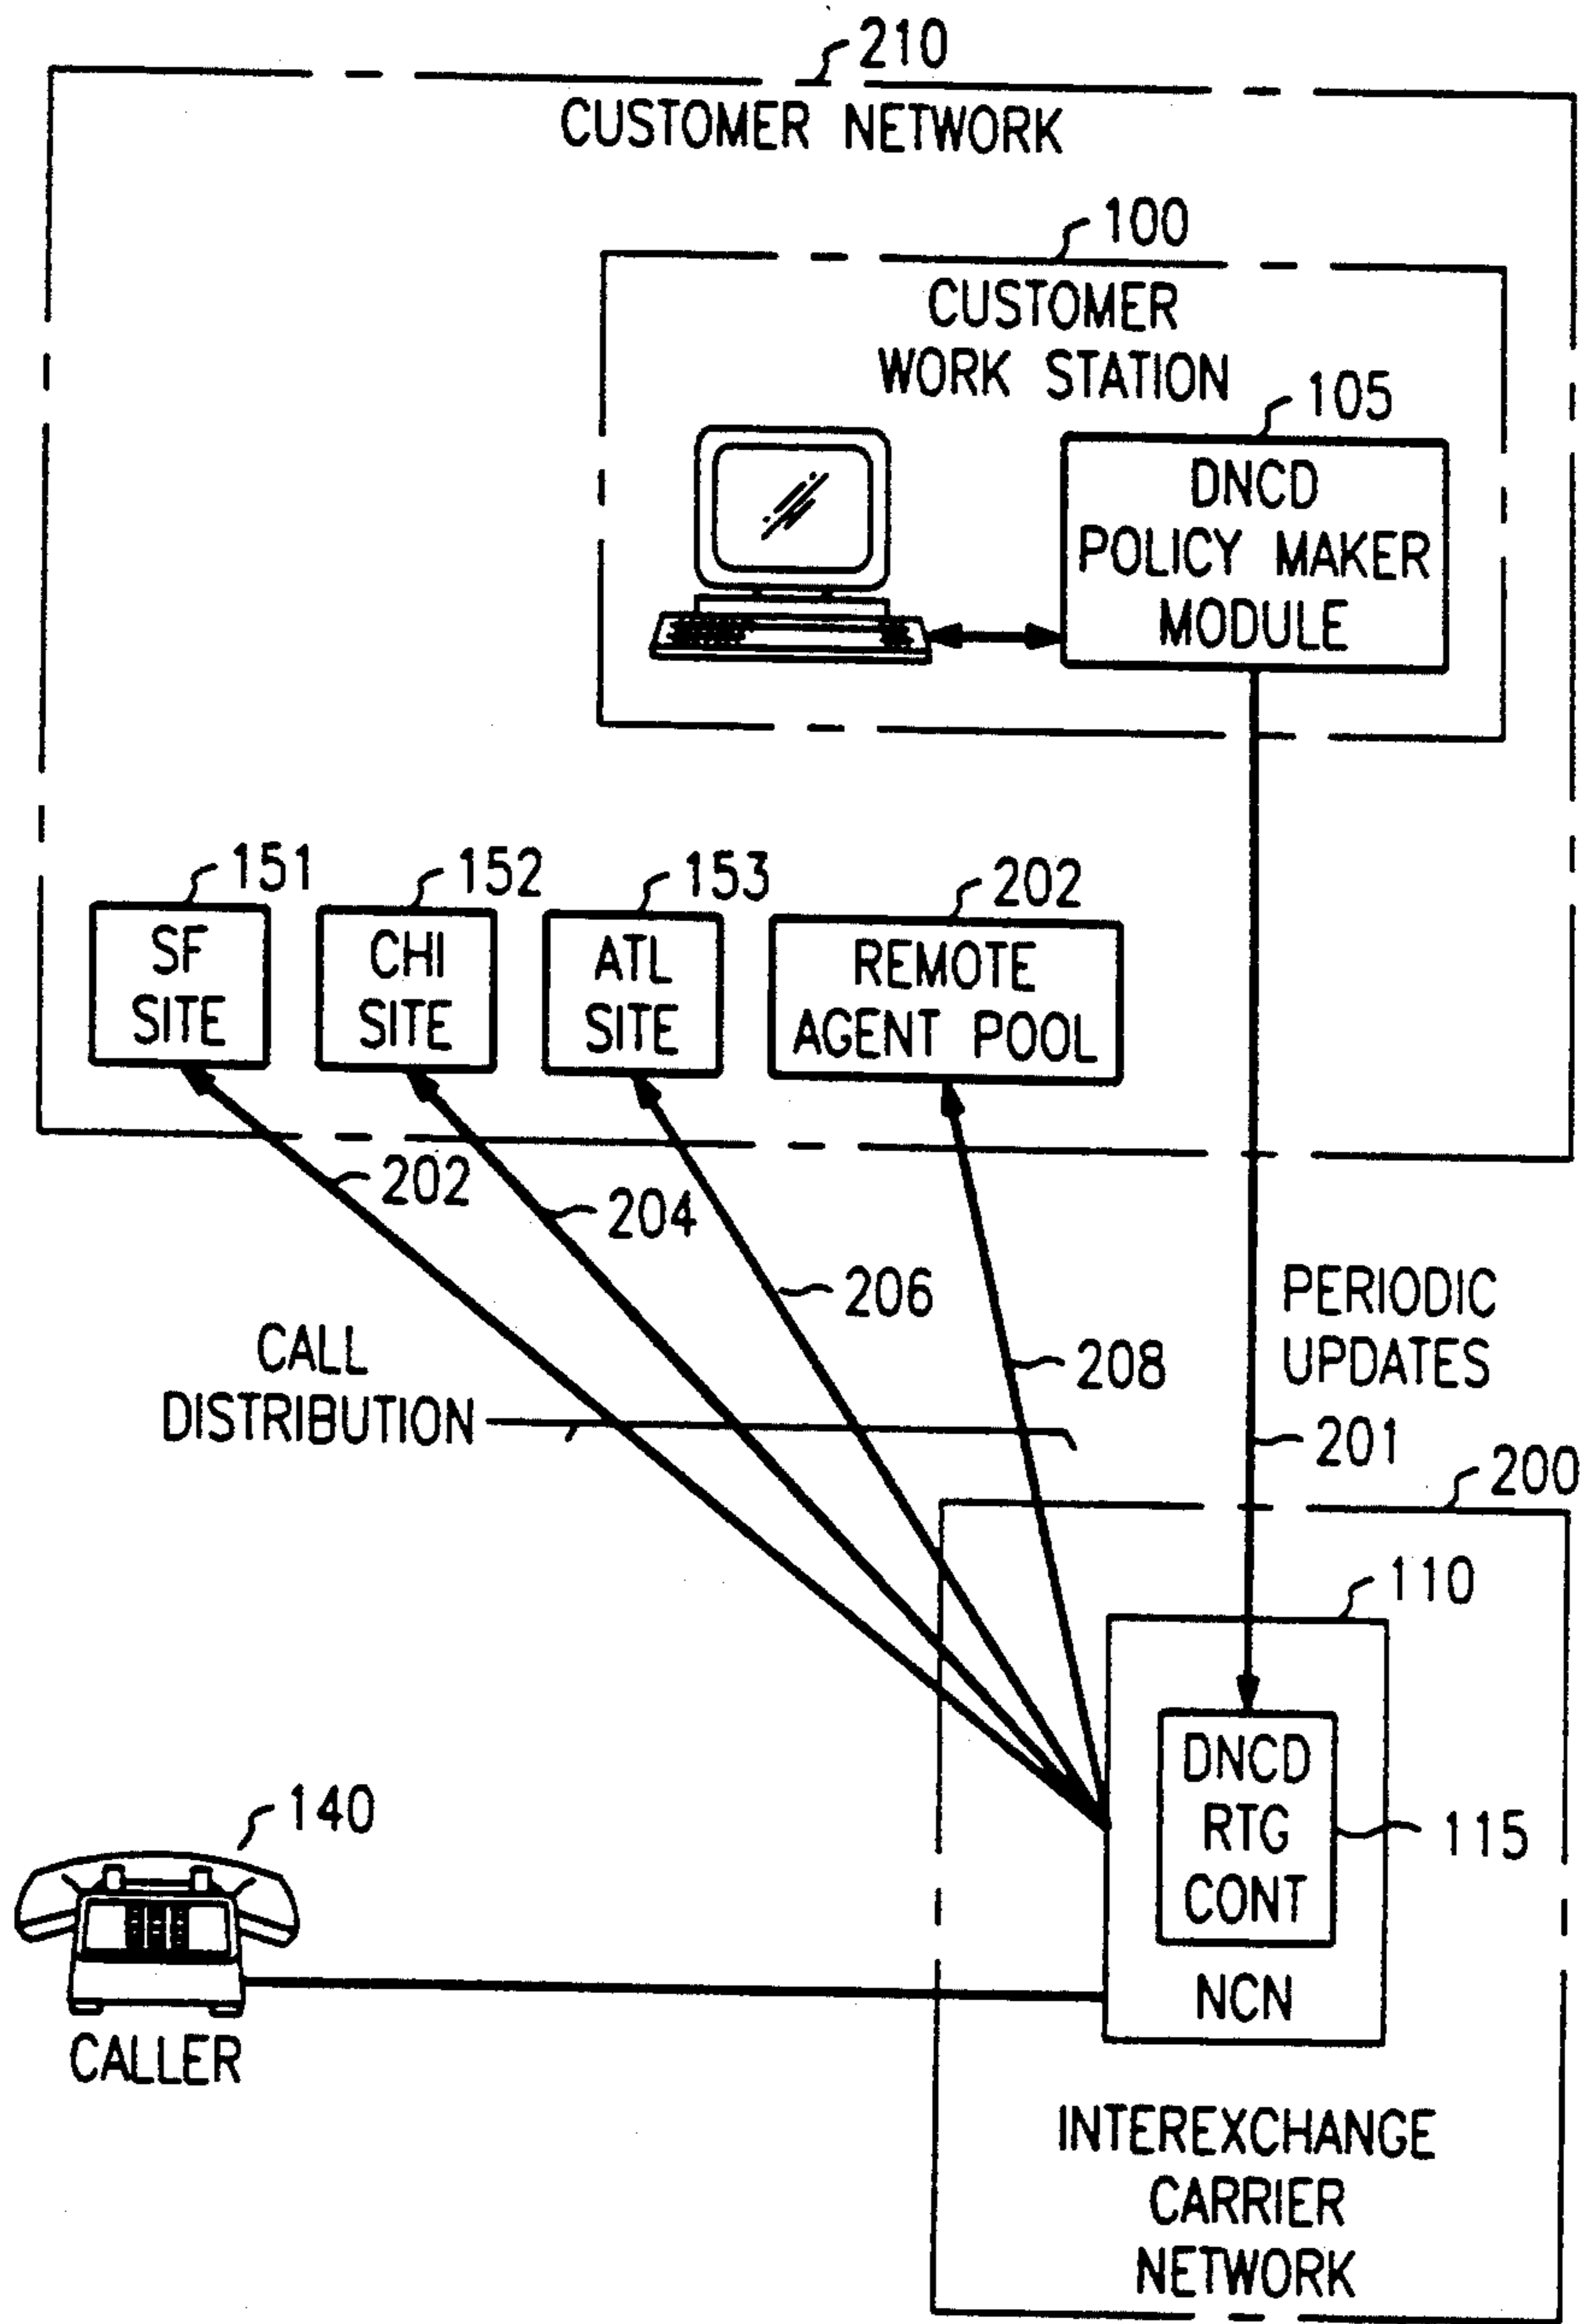 210
CUSTOMER NETWORK
100
CUSTOMER
WORK STATION
105
DNCD
POLICY MAKER
MODULE
151
SF
SITE
152
CHI
SITE
153
ATL
SITE
202
REMOTE
AGENT POOL
202
204
206
208
CALL
DISTRIBUTION
PERIODIC
UPDATES
201
200
110
DNCD
RTG
CONT
115
NCN
140
CALLER
INTEREXCHANGE
CARRIER
NETWORK